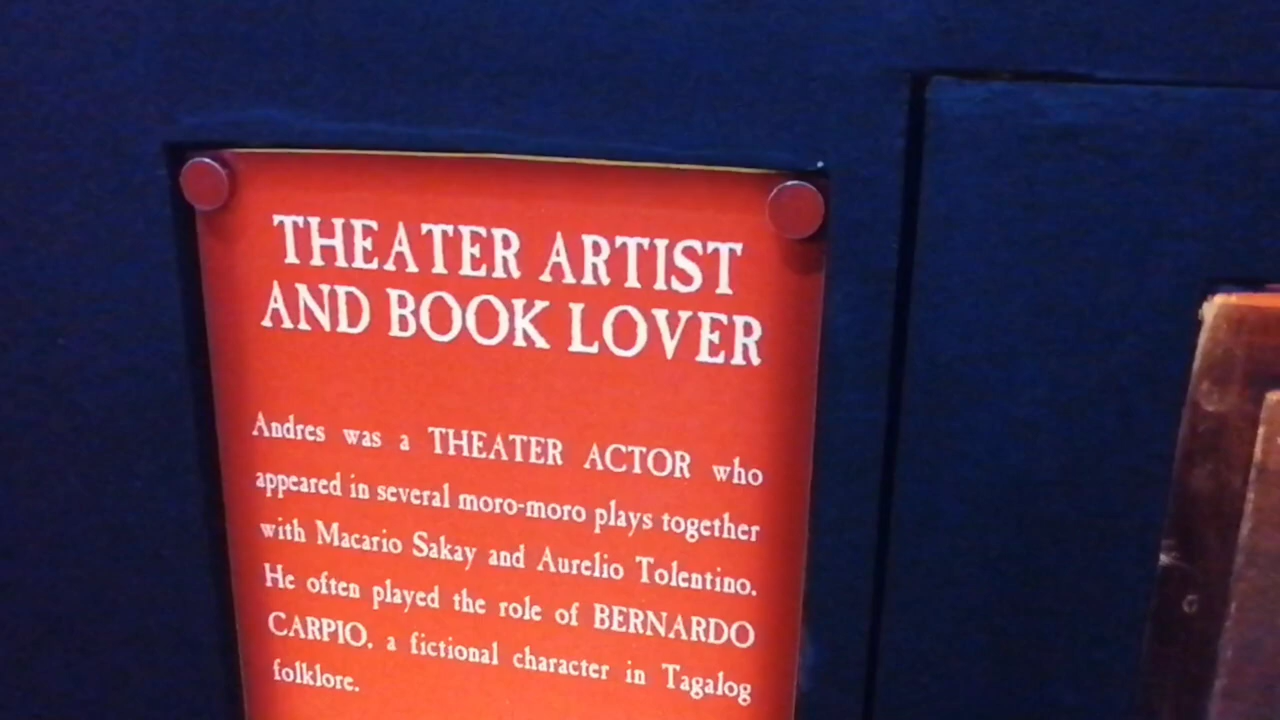 THEATER ARTIST
AND BOOK LOVER
Andres was a THEATER ACTOR who
appeared in several moro-moro plays together
with Macario Sakay and Aurelio Tolentino.
He often played the role of BERNARDO
CARPIO, a fictional character in Tagalog
folklore.